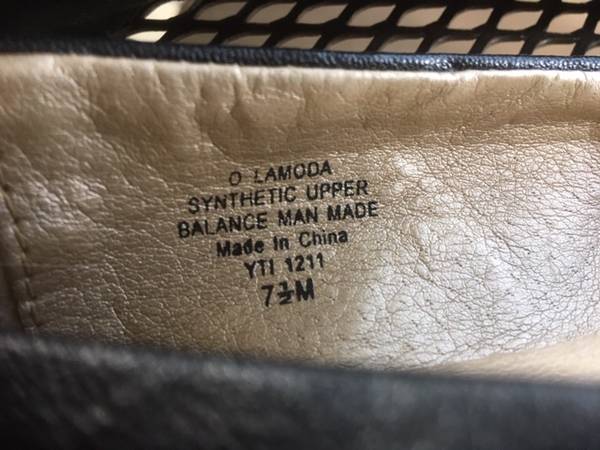 O LAMODA
SYNTHETIC UPPER
BALANCE MAN MADE
Made In China
YTI 1211
7½M